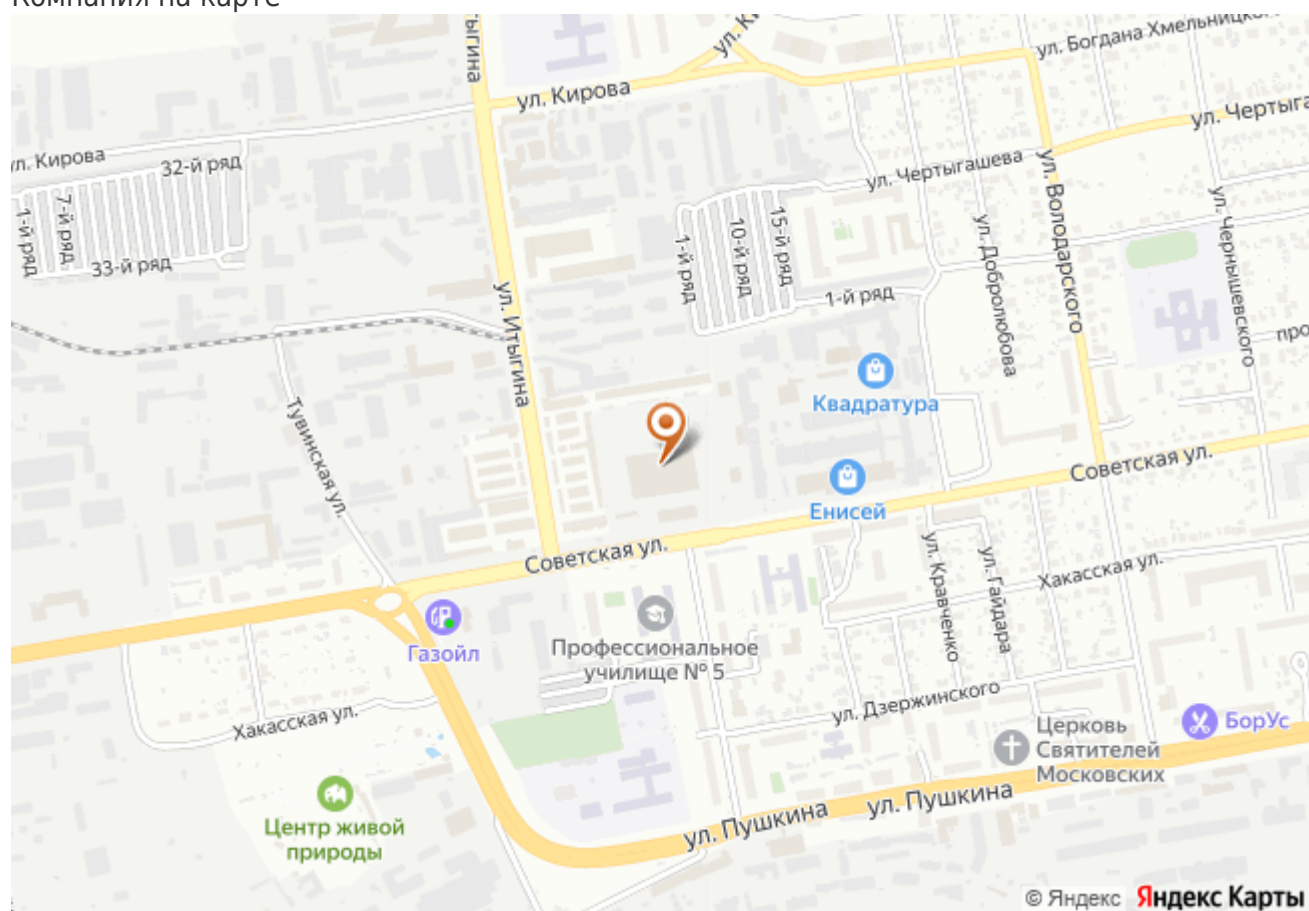 Компания на карте
ул. Кирова
ул. Богдана Хмельницкого
ул. Чертыга
ул. Кирова
32-й ряд
7-й ряд
1-й ряд
33-й ряд
ул. Чертыгашева
ул. Володарского
ул. Чернышевского
ул. Добролюбова
15-й ряд
10-й ряд
1-й ряд
1-й ряд
ул. Итыгина
Тувинская ул.
Квадратура
Енисей
Советская ул.
Советская ул.
Газойл
Профессиональное
училище № 5
ул. Кравченко
ул. Гайдара
Хакасская ул.
Хакасская ул.
ул. Дзержинского
Церковь
Святителей
Московских
БорУс
Центр живой
природы
ул. Пушкина
ул. Пушкина
© Яндекс Яндекс Карты